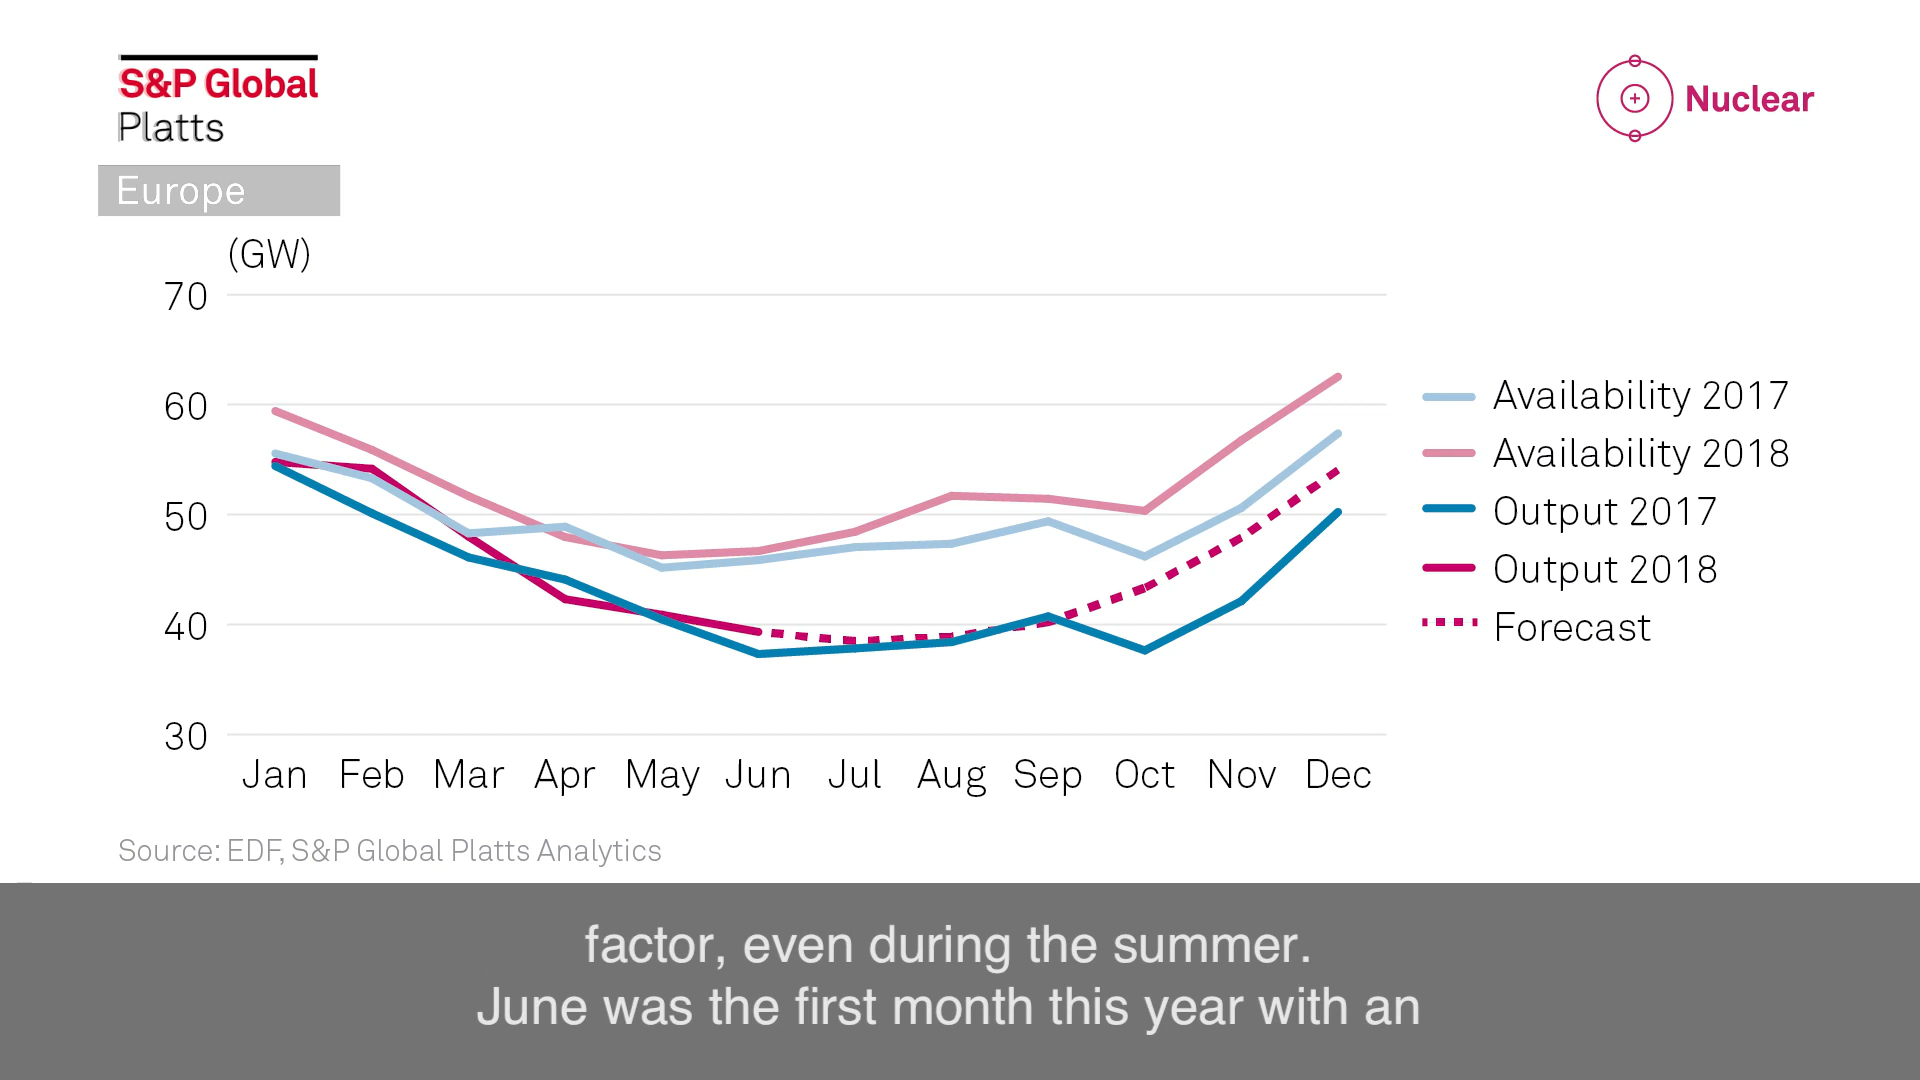 S&P Global
Platts
Nuclear
Europe
(GW)
70
60
50
40
30
Jan Feb Mar Apr May Jun Jul Aug Sep Oct Nov Dec
Availability 2017
Availability 2018
Output 2017
Output 2018
Forecast
Source: EDF, S&P Global Platts Analytics
factor, even during the summer.
June was the first month this year with an